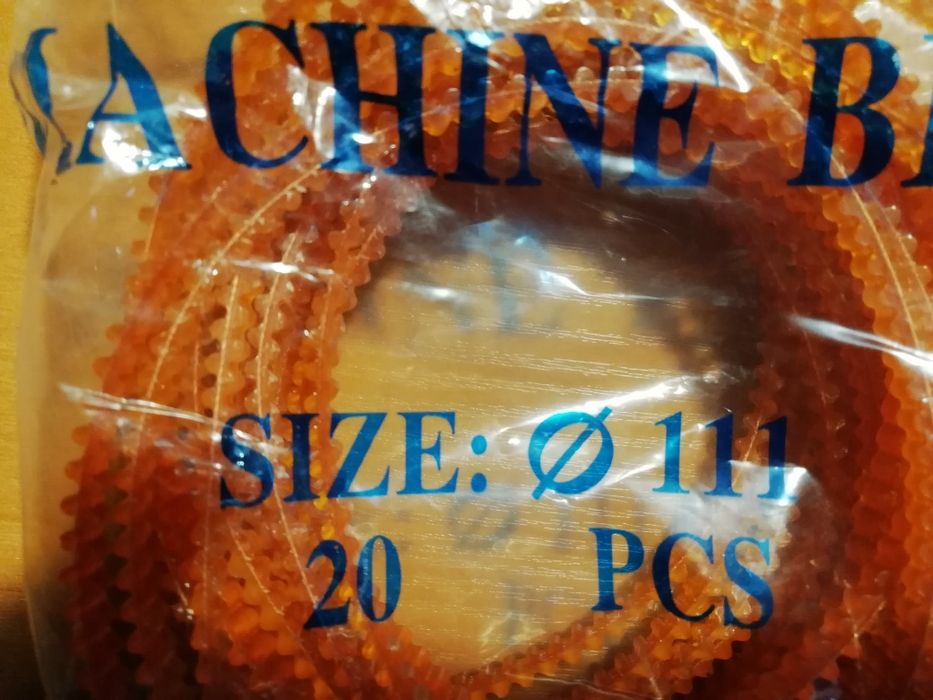 ACHINE B
SIZE: Ø 111
20 PCS